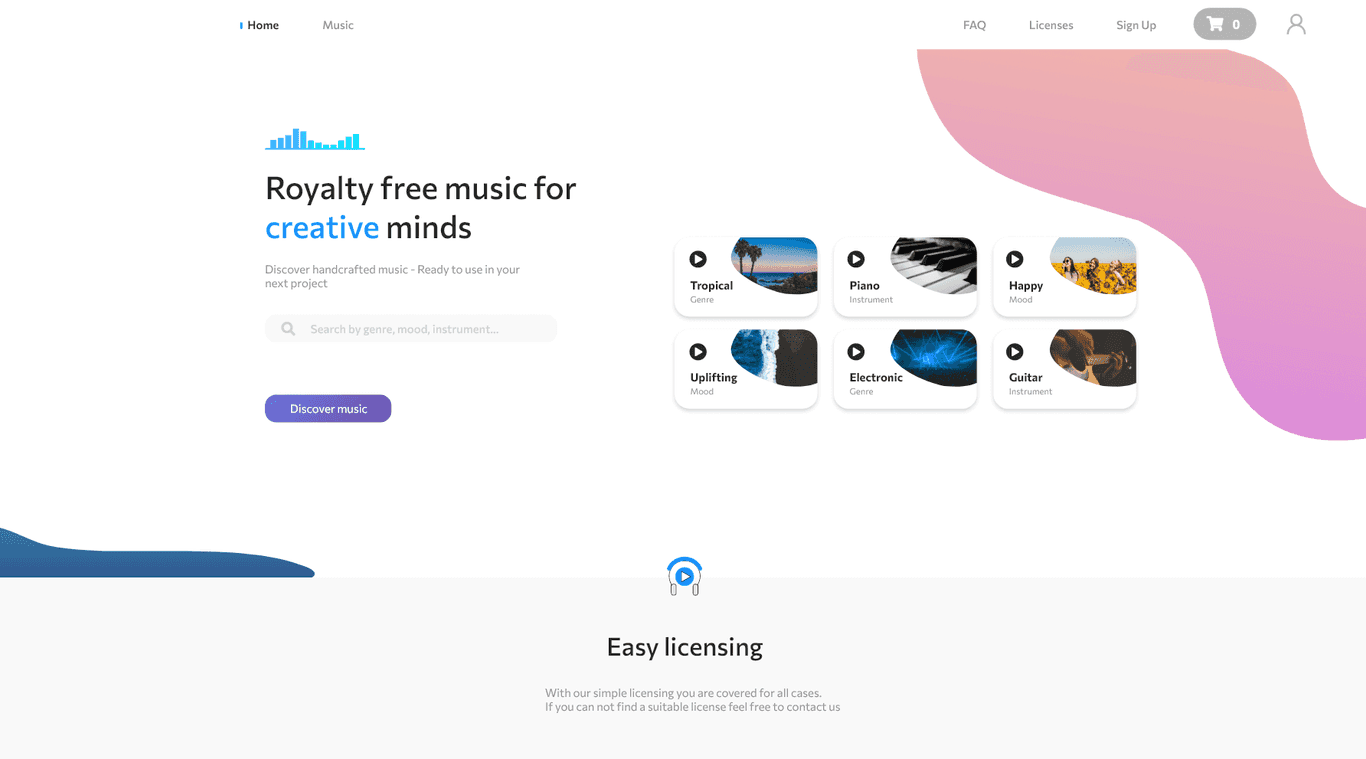 Home
Music
FAQ
Licenses
Sign Up
0
Royalty free music for
creative minds
Discover handcrafted music - Ready to use in your
next project
Search by genre, mood, instrument...
Discover music
Tropical
Genre
Piano
Instrument
Happy
Mood
Uplifting
Mood
Electronic
Genre
Guitar
Instrument
Easy licensing
With our simple licensing you are covered for all cases.
If you can not find a suitable license feel free to contact us